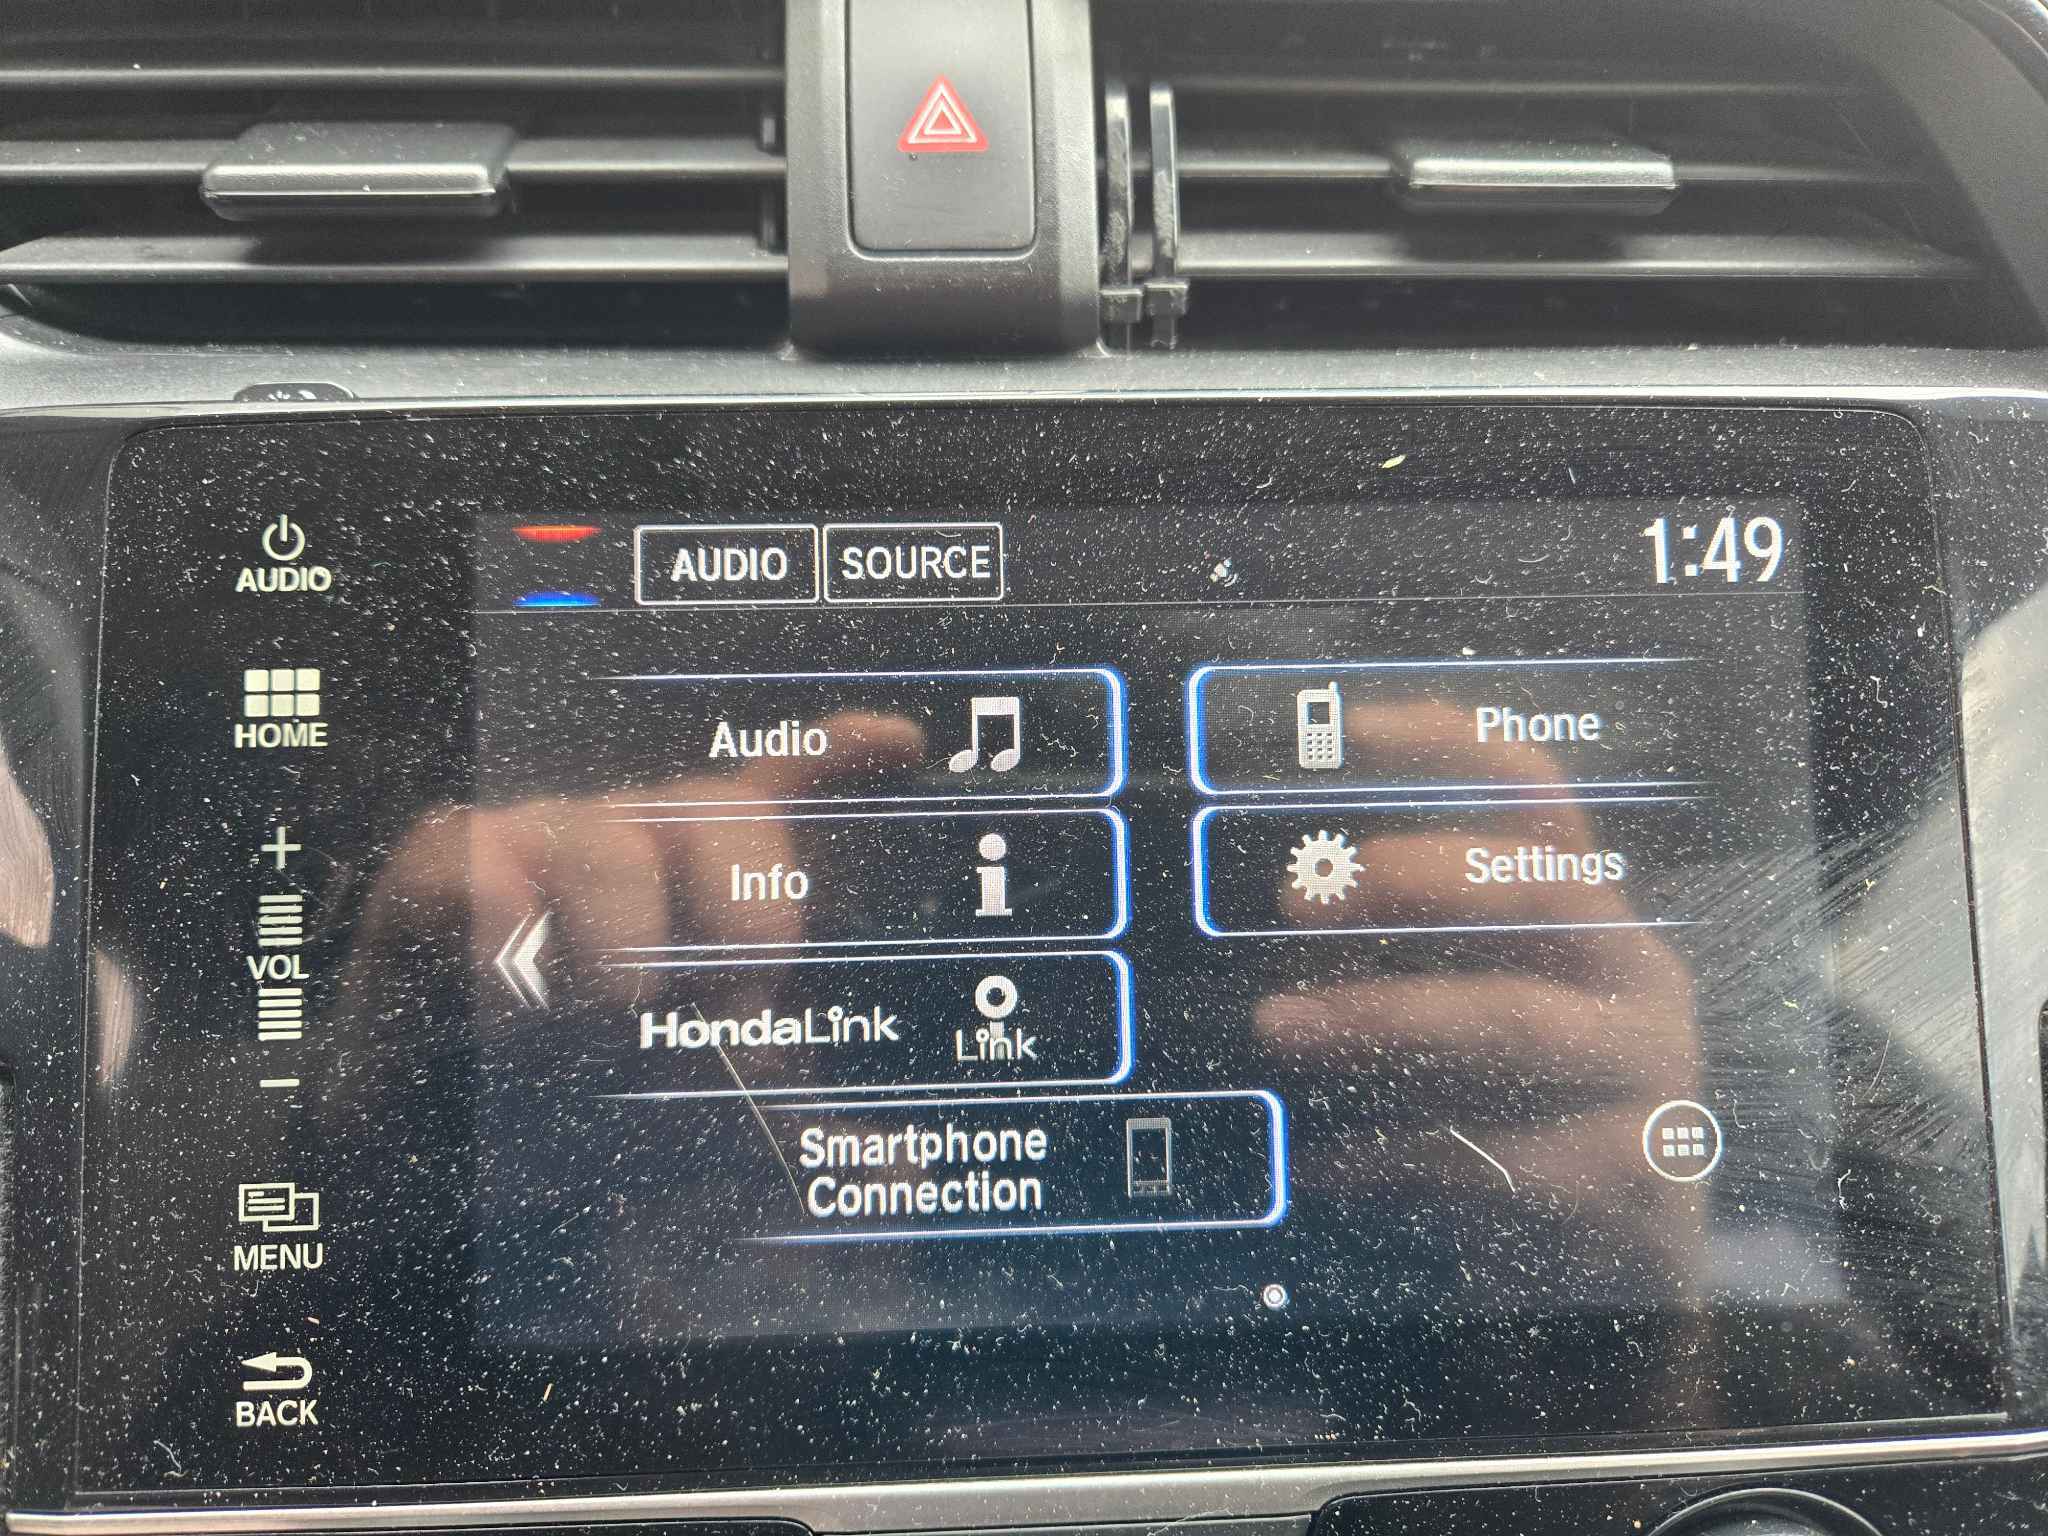 AUDIO
HOME
VOL
MENU
BACK
AUDIO SOURCE 1:49
Audio
Phone
Info
Settings
HondaLink
Link
Smartphone
Connection